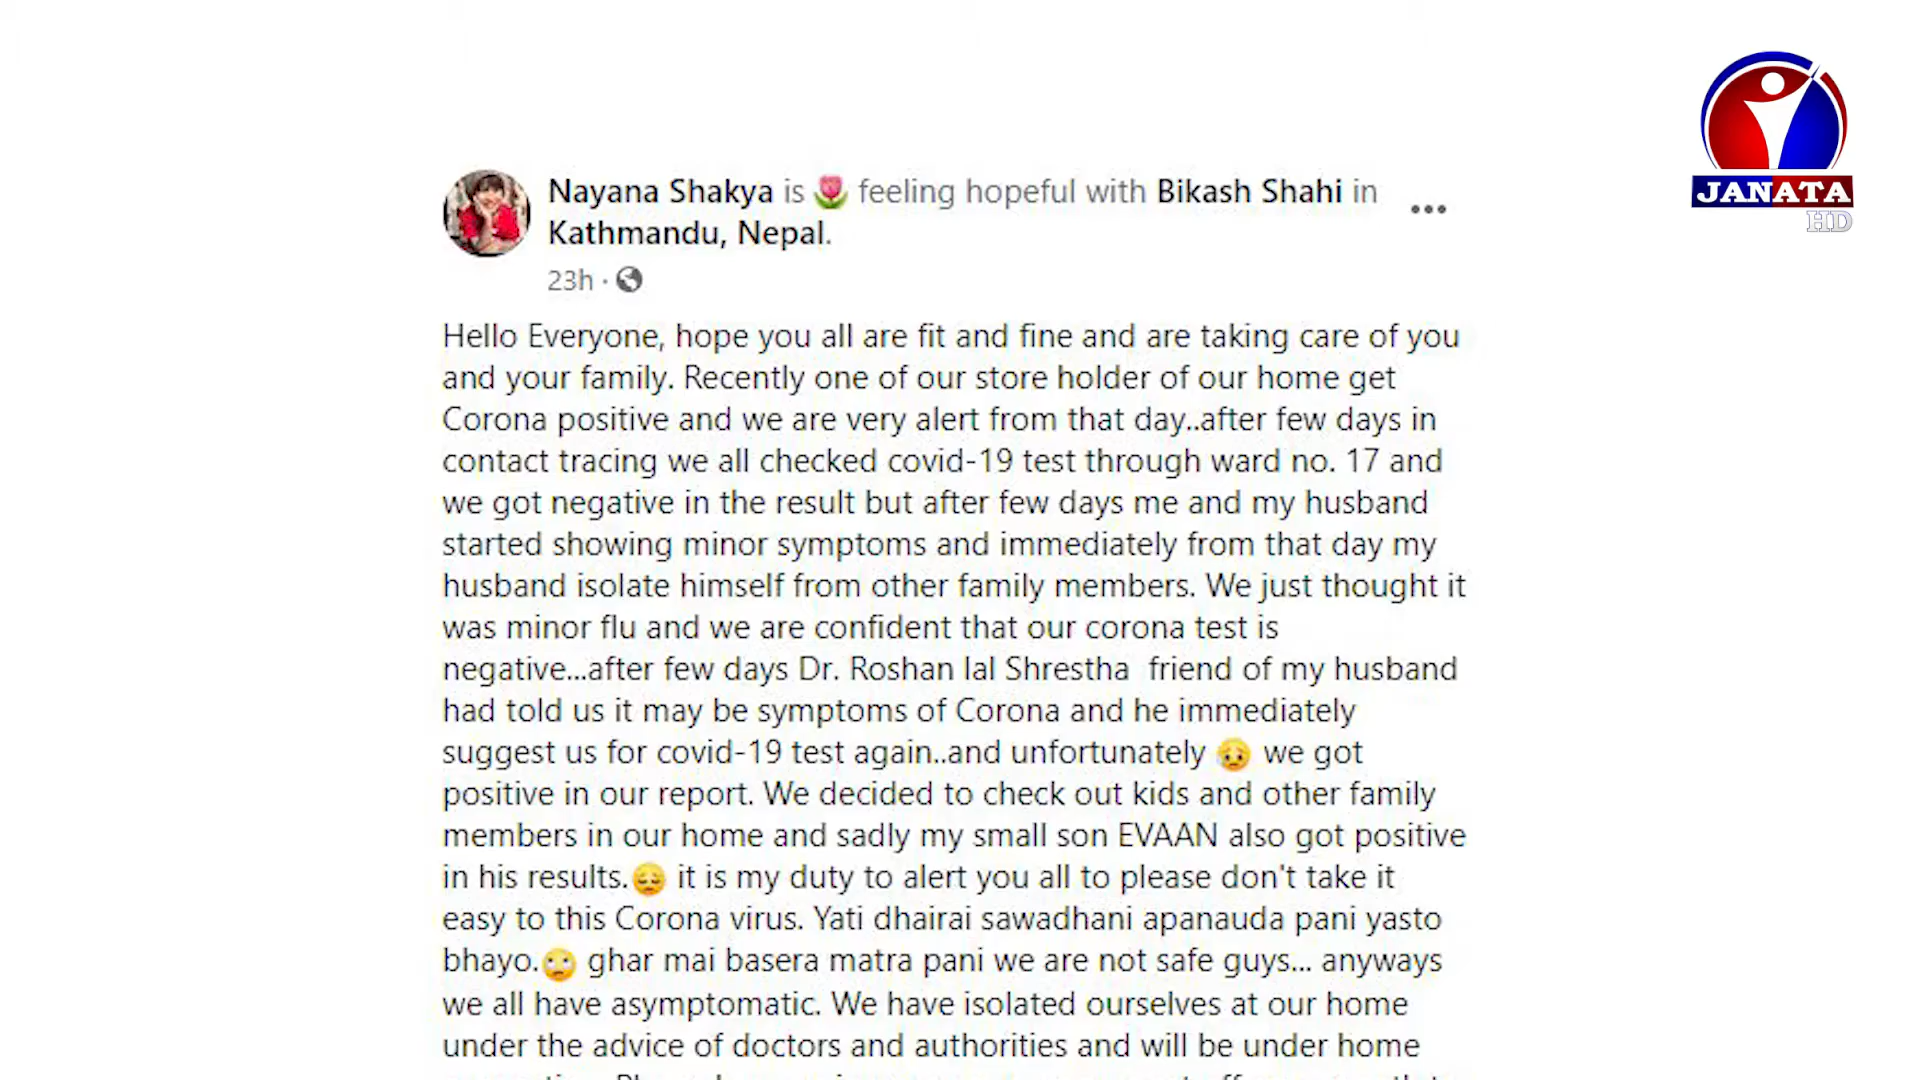 JANATA
HD
Nayana Shakya is 🌷 feeling hopeful with Bikash Shahi in
Kathmandu, Nepal.
23h ·
Hello Everyone, hope you all are fit and fine and are taking care of you
and your family. Recently one of our store holder of our home get
Corona positive and we are very alert from that day..after few days in
contact tracing we all checked covid-19 test through ward no. 17 and
we got negative in the result but after few days me and my husband
started showing minor symptoms and immediately from that day my
husband isolate himself from other family members. We just thought it
was minor flu and we are confident that our corona test is
negative...after few days Dr. Roshan lal Shrestha  friend of my husband
had told us it may be symptoms of Corona and he immediately
suggest us for covid-19 test again..and unfortunately 😥 we got
positive in our report. We decided to check out kids and other family
members in our home and sadly my small son EVAAN also got positive
in his results.😔 it is my duty to alert you all to please don't take it
easy to this Corona virus. Yati dhairai sawadhani apanauda pani yasto
bhayo.🙄 ghar mai basera matra pani we are not safe guys... anyways
we all have asymptomatic. We have isolated ourselves at our home
under the advice of doctors and authorities and will be under home